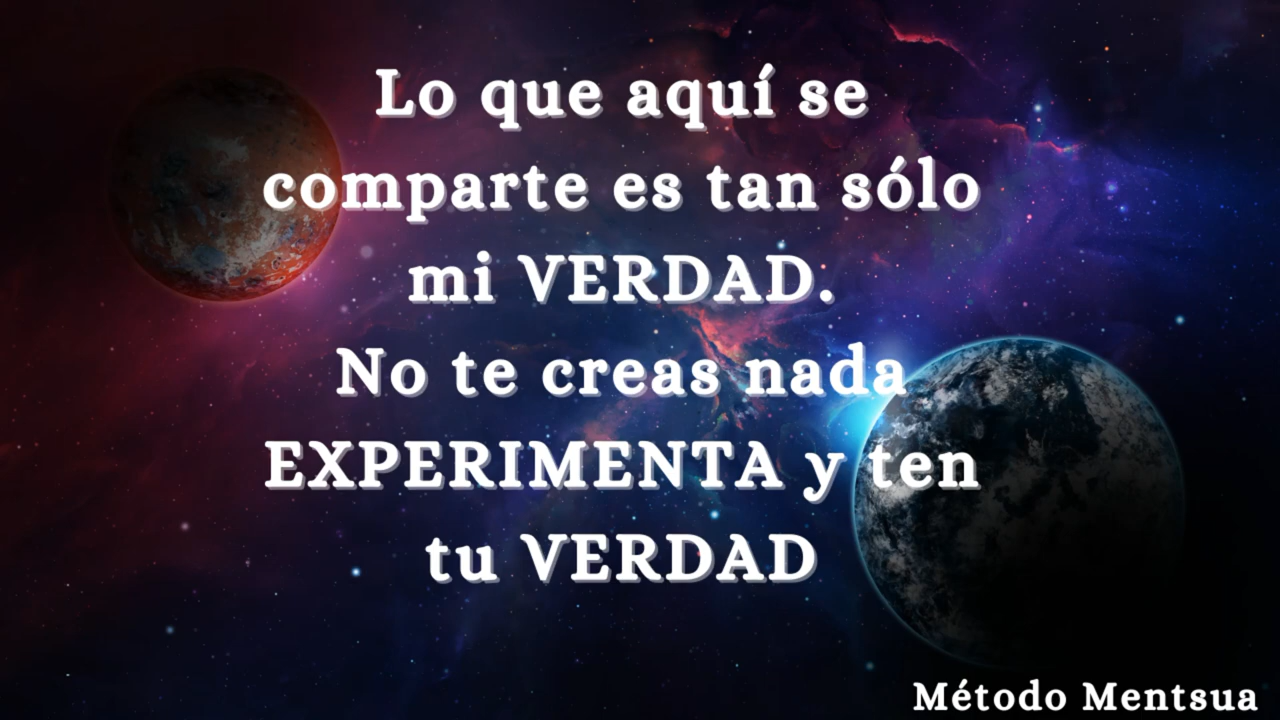 Lo que aquí se
comparte es tan sólo
mi VERDAD.
No te creas nada
EXPERIMENTA y ten
tu VERDAD
Método Mentsua